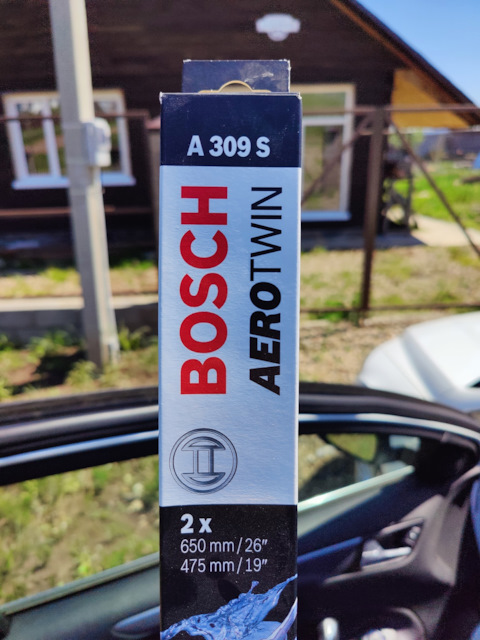 A 309 S
BOSCH
AEROTWIN
2 x
650 mm / 26"
475 mm / 19"